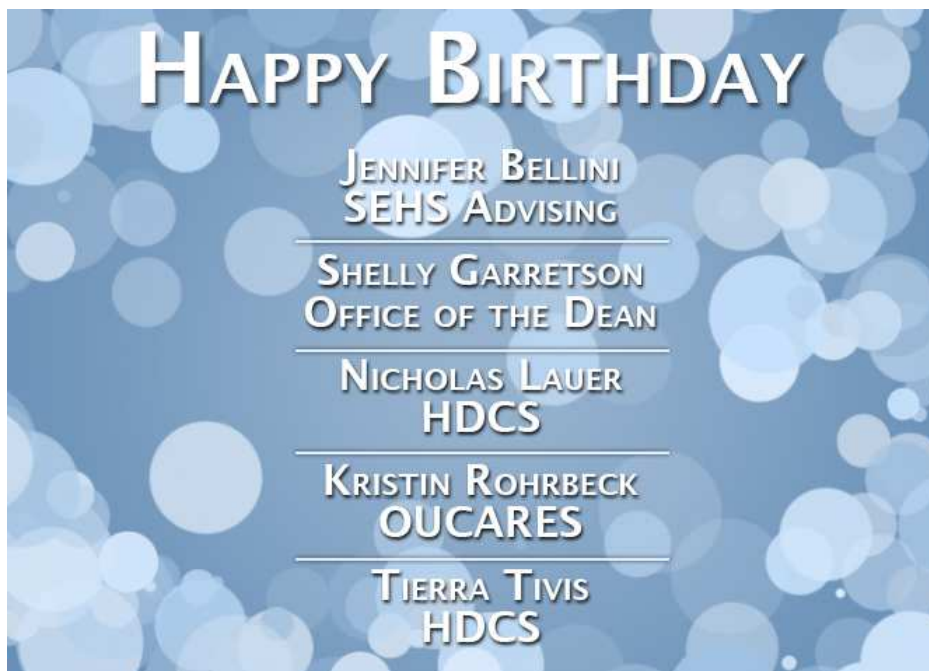 Happy Birthday
Jennifer Bellini
SEHS Advising
Shelly Garretson
Office of the Dean
Nicholas Lauer
HDCS
Kristin Rohrbeck
OUCARES
Tierra Tivis
HDCS